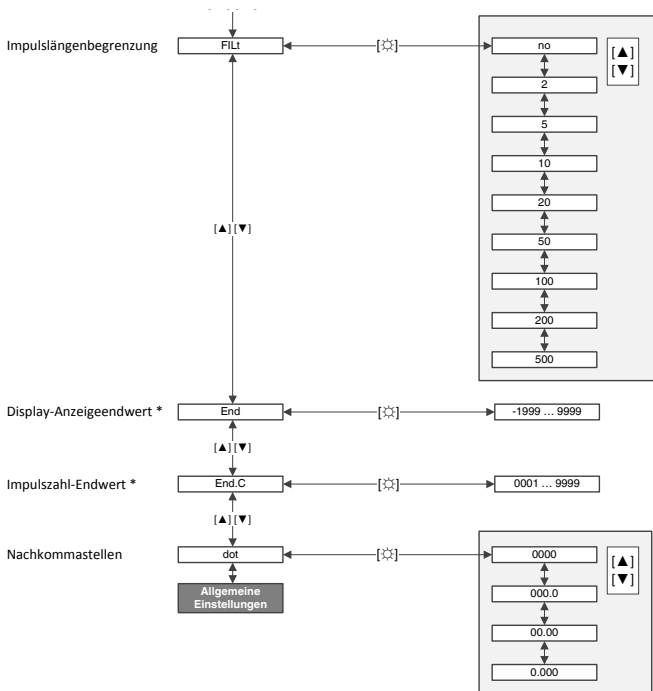 Impulslängenbegrenzung FILt [☼] no [▲]
[▼]
2
5
10
20
[▲] [▼] 50
100
200
500
Display-Anzeigeendwert * End [☼] -1999 ... 9999
[▲] [▼]
Impulszahl-Endwert * End.C [☼] 0001 ... 9999
[▲] [▼]
Nachkommastellen dot [☼] 0000 [▲]
[▼]
Allgemeine
Einstellungen
000.0
00.00
0.000